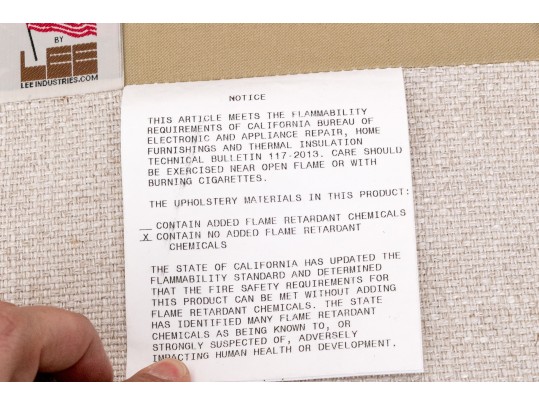 BY
LEE
LEEINDUSTRIES.COM
NOTICE
THIS ARTICLE MEETS THE FLAMMABILITY
REQUIREMENTS OF CALIFORNIA BUREAU OF
ELECTRONIC AND APPLIANCE REPAIR, HOME
FURNISHINGS AND THERMAL INSULATION
TECHNICAL BULLETIN 117-2013. CARE SHOULD
BE EXERCISED NEAR OPEN FLAME OR WITH
BURNING CIGARETTES.
THE UPHOLSTERY MATERIALS IN THIS PRODUCT:
__ CONTAIN ADDED FLAME RETARDANT CHEMICALS
X CONTAIN NO ADDED FLAME RETARDANT
CHEMICALS
THE STATE OF CALIFORNIA HAS UPDATED THE
FLAMMABILITY STANDARD AND DETERMINED
THAT THE FIRE SAFETY REQUIREMENTS FOR
THIS PRODUCT CAN BE MET WITHOUT ADDING
FLAME RETARDANT CHEMICALS. THE STATE
HAS IDENTIFIED MANY FLAME RETARDANT
CHEMICALS AS BEING KNOWN TO, OR
STRONGLY SUSPECTED OF, ADVERSELY
IMPACTING HUMAN HEALTH OR DEVELOPMENT.